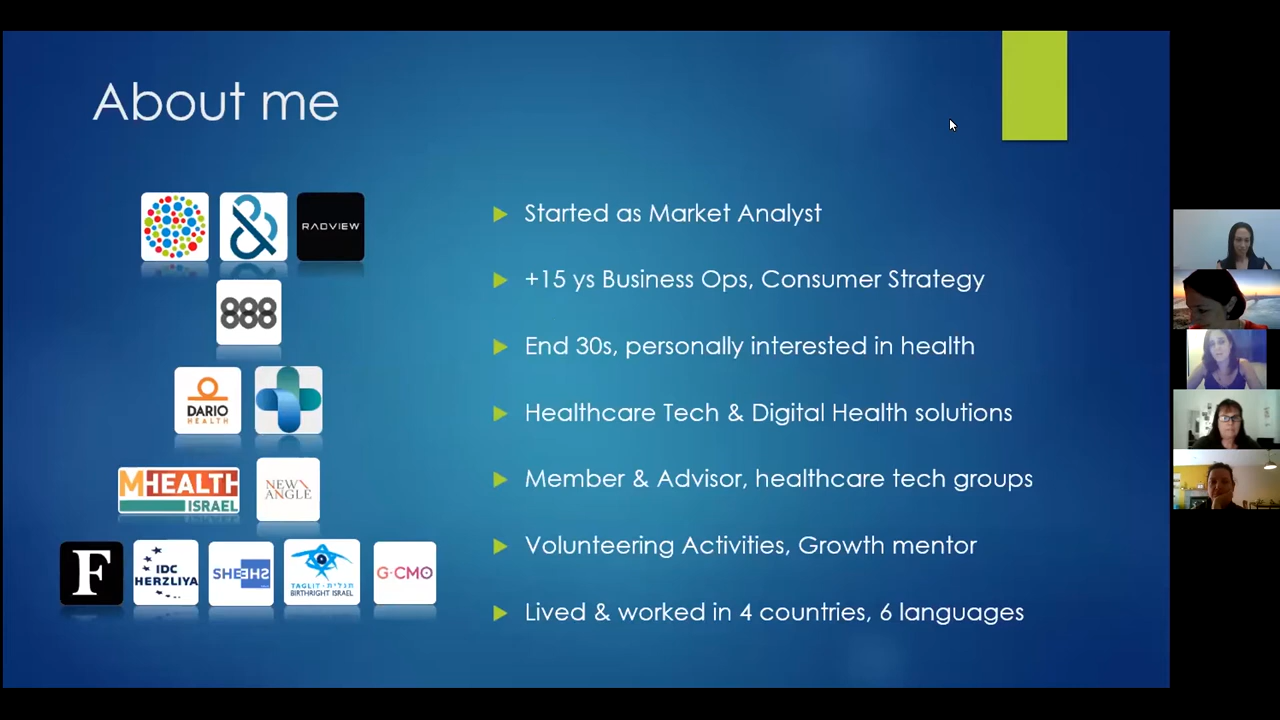 About me
RADVIEW
888
DARIO
HEALTH
MHEALTH
ISRAEL
NEW
ANGLE
F
IDC
HERZLIYA
SHE
תגלית · TAGLIT
BIRTHRIGHT ISRAEL
G·CMO
Started as Market Analyst
+15 ys Business Ops, Consumer Strategy
End 30s, personally interested in health
Healthcare Tech & Digital Health solutions
Member & Advisor, healthcare tech groups
Volunteering Activities, Growth mentor
Lived & worked in 4 countries, 6 languages